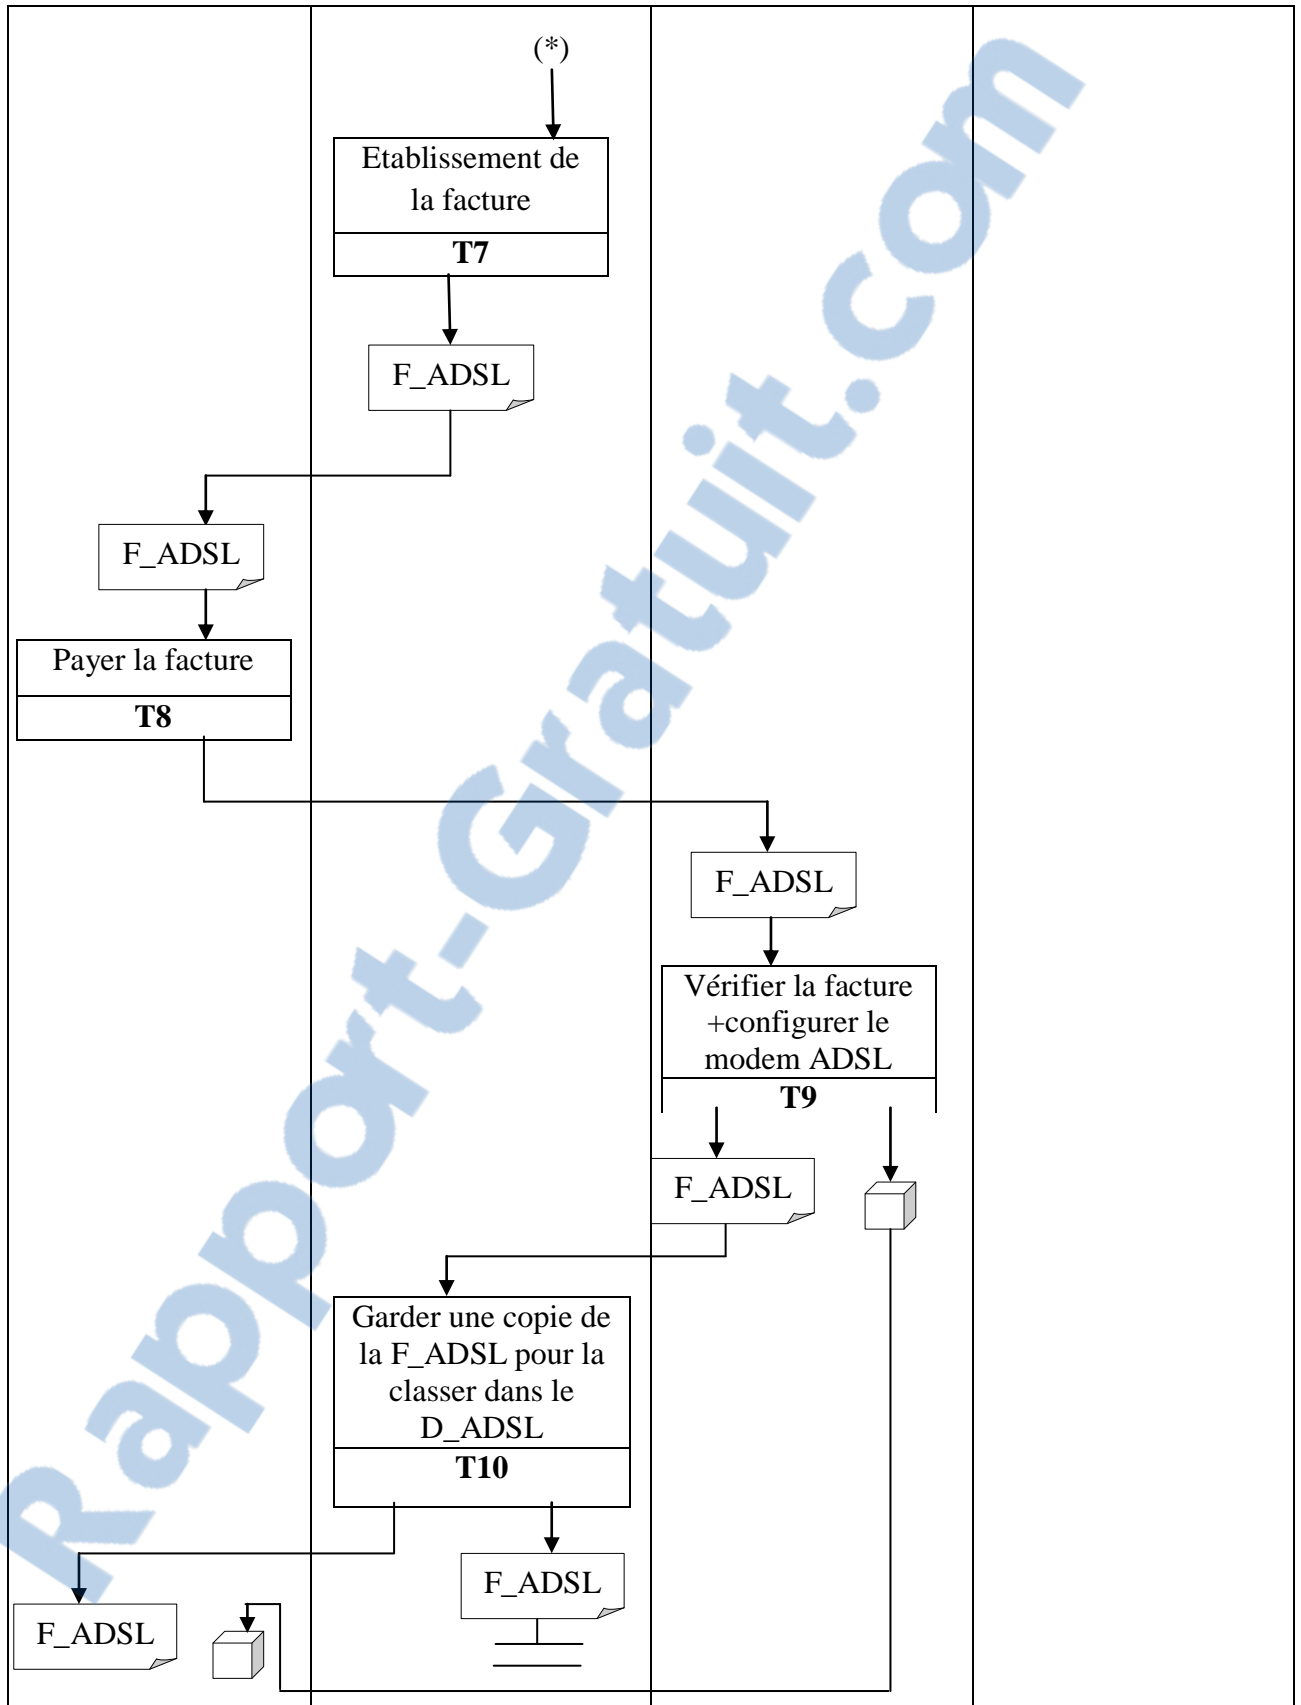 (*)
Etablissement de
la facture
T7
F_ADSL
F_ADSL
Payer la facture
T8
F_ADSL
Vérifier la facture
+configurer le
modem ADSL
T9
F_ADSL
Garder une copie de
la F_ADSL pour la
classer dans le
D_ADSL
T10
F_ADSL
F_ADSL
Rapport-Gratuit.com